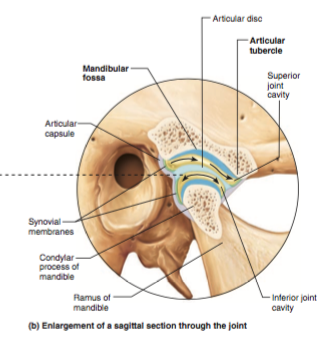 Articular disc
Articular
tubercle
Mandibular
fossa
Superior
joint
cavity
Articular
capsule
Synovial
membranes
Condylar
process of
mandible
Ramus of
mandible
Inferior joint
cavity
(b) Enlargement of a sagittal section through the joint